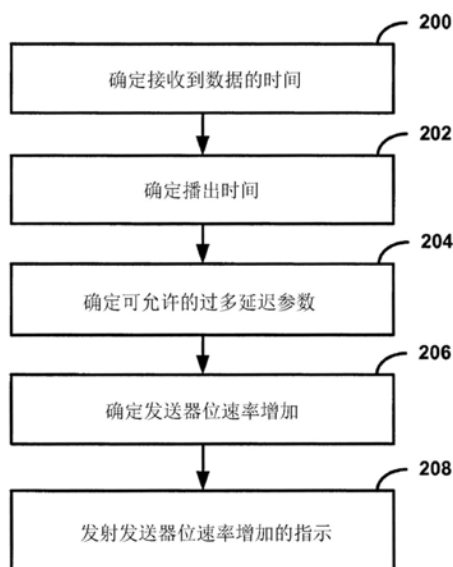 200
确定接收到数据的时间
202
确定播出时间
204
确定可允许的过多延迟参数
206
确定发送器位速率增加
208
发射发送器位速率增加的指示